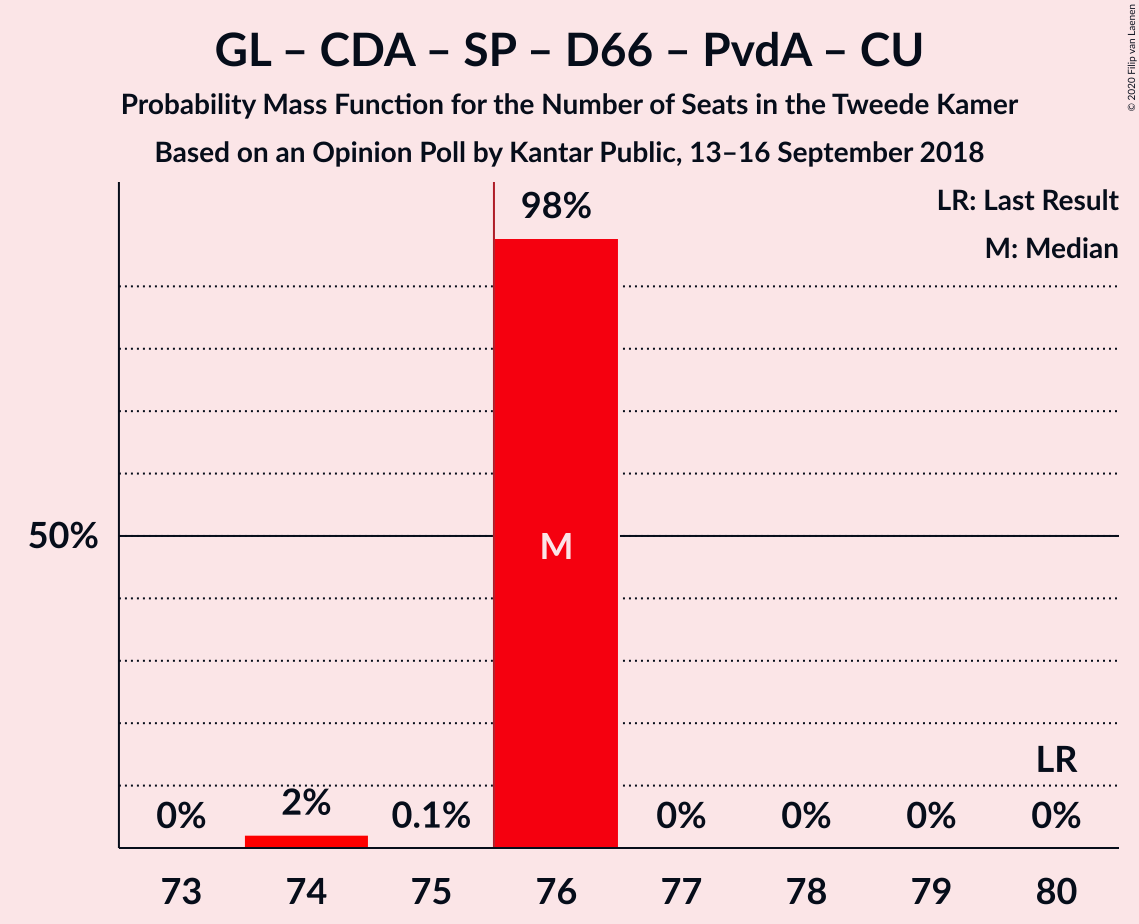 GL – CDA – SP – D66 – PvdA – CU
Probability Mass Function for the Number of Seats in the Tweede Kamer
Based on an Opinion Poll by Kantar Public, 13–16 September 2018
© 2020 Filip van Laenen
LR: Last Result
M: Median
98%
50%
M
LR
0%
2%
0.1%
0%
0%
0%
0%
73 74 75 76 77 78 79 80